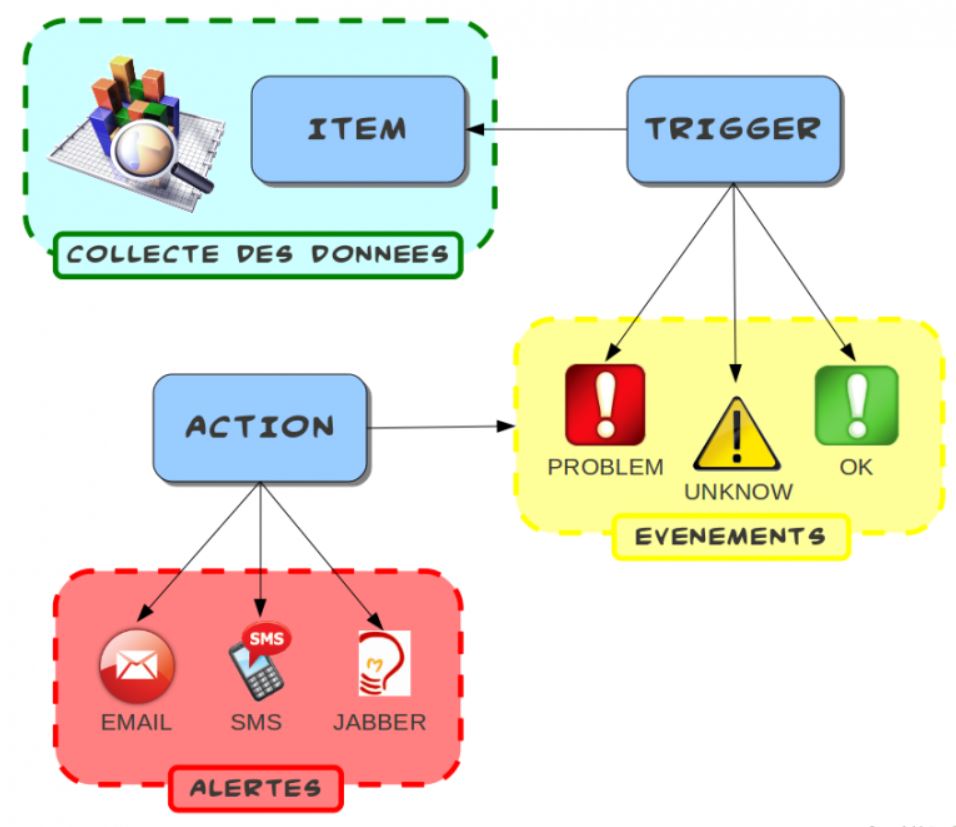 ITEM
TRIGGER
COLLECTE DES DONNEES
ACTION
PROBLEM
UNKNOW
OK
EVENEMENTS
SMS
EMAIL
SMS
JABBER
ALERTES